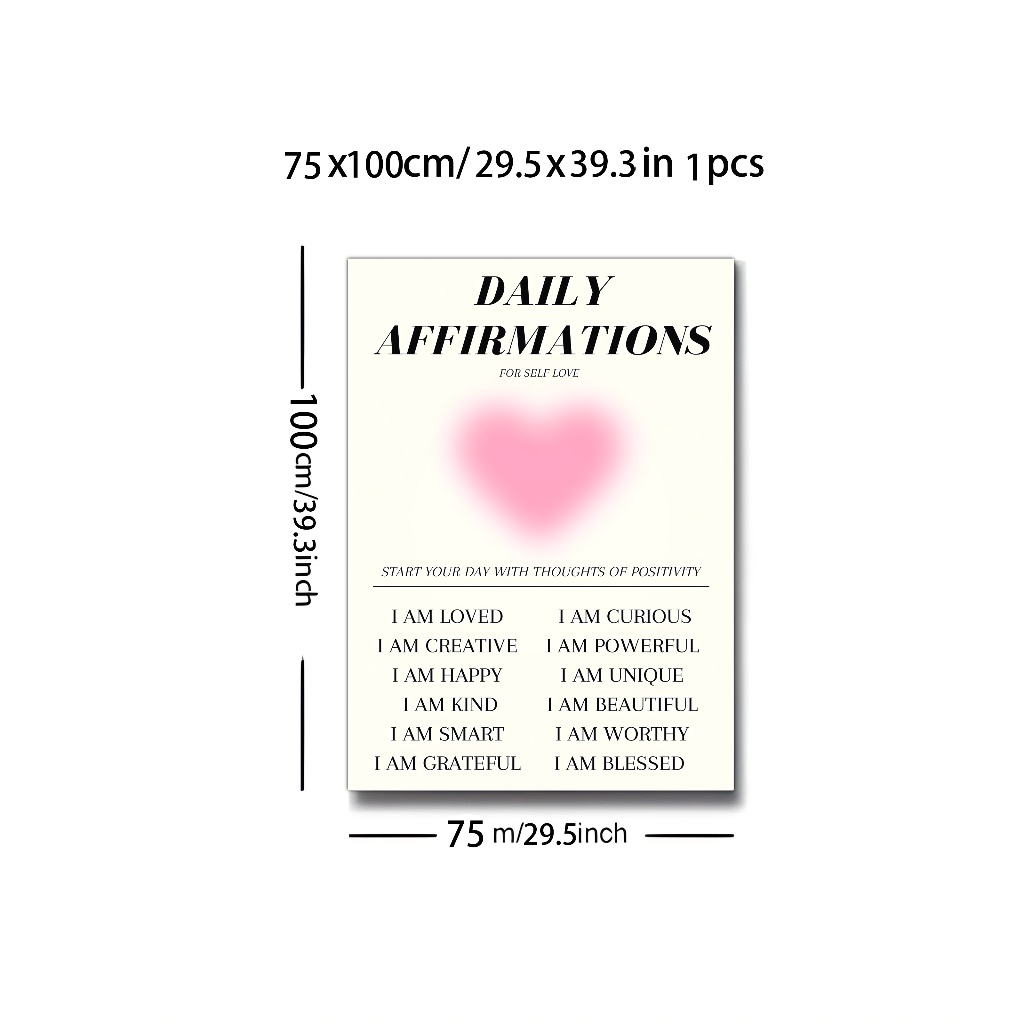 75x100cm/ 29.5x39.3in 1pcs
100cm/39.3inch
DAILY
AFFIRMATIONS
FOR SELF LOVE
START YOUR DAY WITH THOUGHTS OF POSITIVITY
I AM LOVED
I AM CREATIVE
I AM HAPPY
I AM KIND
I AM SMART
I AM GRATEFUL
I AM CURIOUS
I AM POWERFUL
I AM UNIQUE
I AM BEAUTIFUL
I AM WORTHY
I AM BLESSED
75 m/29.5inch